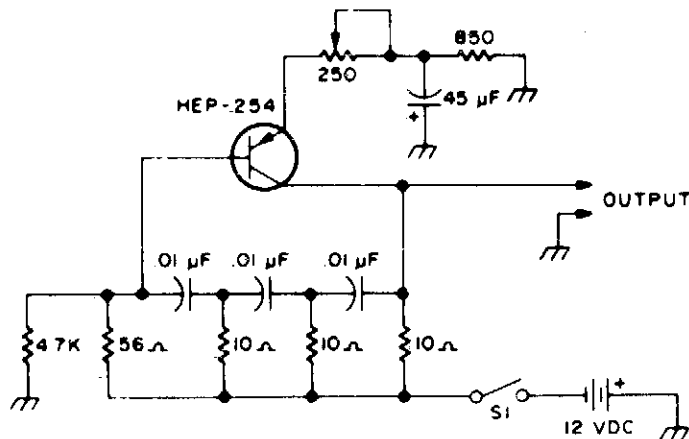 850
250
HEP-254
45 µF
+
OUTPUT
.01 µF .01 µF .01 µF
4.7K 56Ω 10Ω 10Ω 10Ω
S1
+
12 VDC